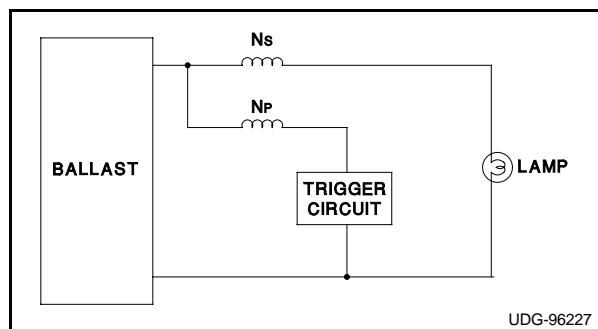 NS
NP
BALLAST
TRIGGER
CIRCUIT
LAMP
UDG-96227